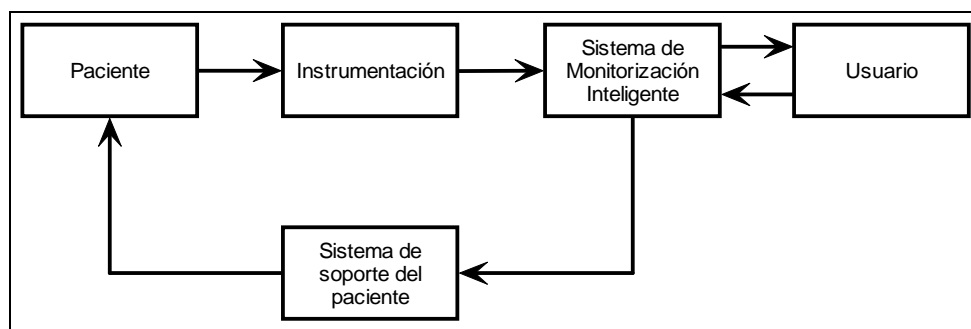 Paciente
Instrumentación
Sistema de
Monitorización
Inteligente
Usuario
Sistema de
soporte del
paciente